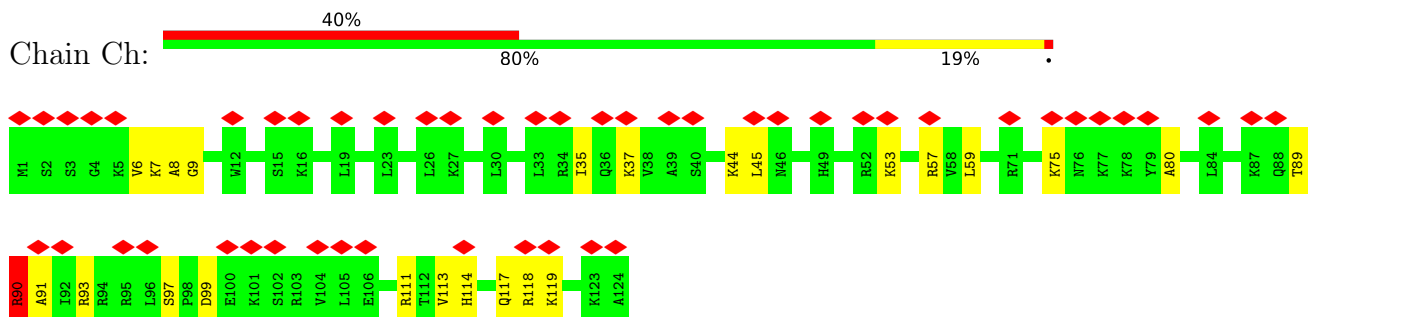 40%
Chain Ch:
80% 19% •
M1 S2 S3 G4 K5 V6 K7 A8 G9 W12 S15 K16 L19 L23 L26 K27 L30 L33 R34 I35 Q36 K37 V38 A39 S40 K44 L45 N46 H49 R52 K53 R57 V58 L59 R71 K75 N76 K77 K78 Y79 A80 L84 K87 Q88 T89
R90 A91 I92 R93 R94 R95 L96 S97 P98 D99 E100 K101 S102 R103 V104 L105 E106 R111 T112 V113 H114 Q117 R118 K119 K123 A124